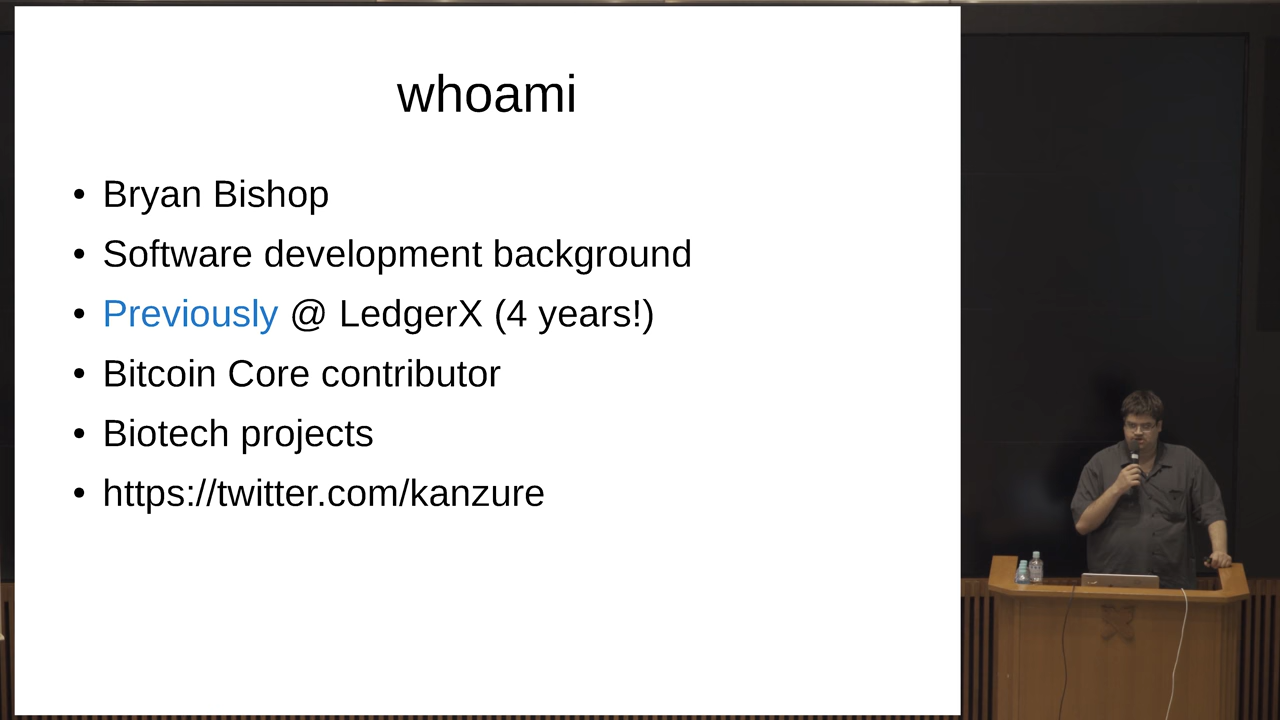 whoami
• Bryan Bishop
• Software development background
• Previously @ LedgerX (4 years!)
• Bitcoin Core contributor
• Biotech projects
• https://twitter.com/kanzure